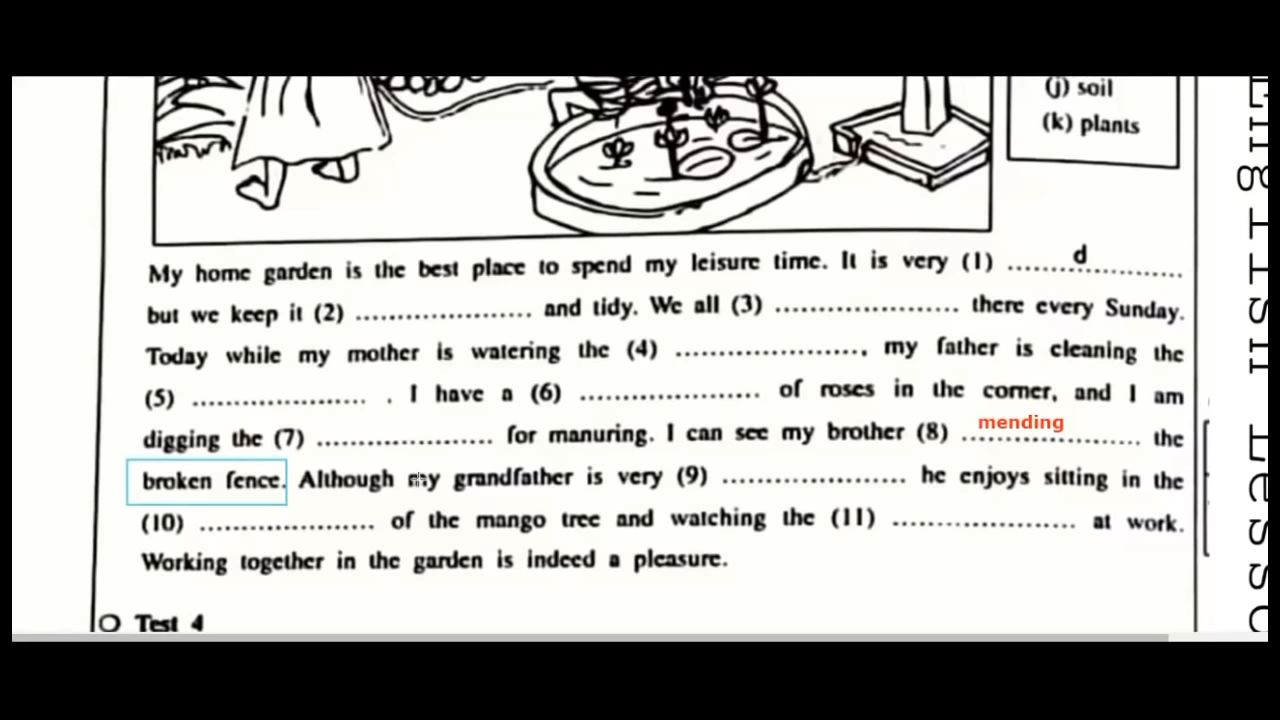 (j) soil
(k) plants
My home garden is the best place to spend my leisure time. It is very (1) ......d......
but we keep it (2) .................... and tidy. We all (3) .................... there every Sunday.
Today while my mother is watering the (4) ...................., my father is cleaning the
(5) .................... . I have a (6) .................... of roses in the corner, and I am
digging the (7) .................... for manuring. I can see my brother (8) mending the
broken fence. Although my grandfather is very (9) .................... he enjoys sitting in the
(10) .................... of the mango tree and watching the (11) .................... at work.
Working together in the garden is indeed a pleasure.
Test 4